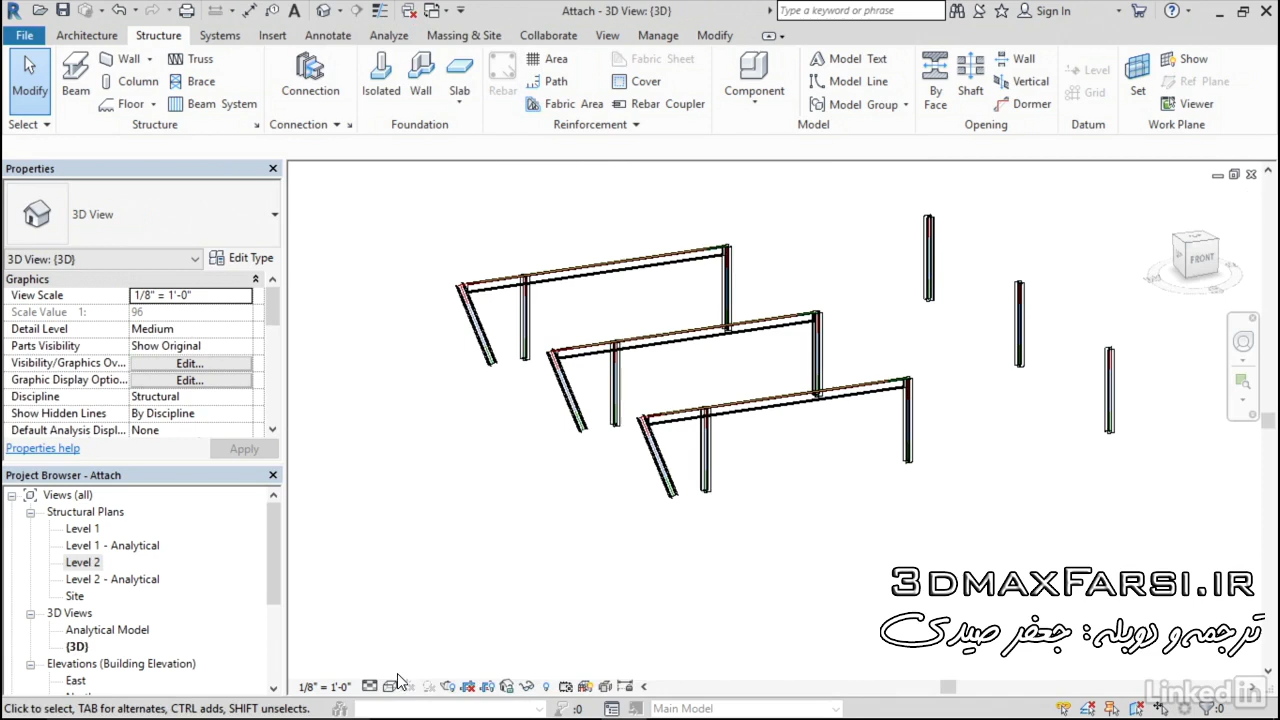 Attach - 3D View: {3D}
Type a keyword or phrase
Sign In
File Architecture Structure Systems Insert Annotate Analyze Massing & Site Collaborate View Manage Modify
Modify
Select
Beam
Wall
Column
Floor
Truss
Brace
Beam System
Structure
Connection
Connection
Isolated
Wall
Slab
Foundation
Rebar
Area
Path
Fabric Area
Fabric Sheet
Cover
Rebar Coupler
Reinforcement
Component
Model Text
Model Line
Model Group
Model
By Face
Shaft
Wall
Vertical
Dormer
Opening
Level
Grid
Datum
Set
Show
Ref Plane
Viewer
Work Plane
Properties
3D View
3D View: {3D}
Edit Type
Graphics
View Scale 1/8" = 1'-0"
Scale Value 1: 96
Detail Level Medium
Parts Visibility Show Original
Visibility/Graphics Ov... Edit...
Graphic Display Optio... Edit...
Discipline Structural
Show Hidden Lines By Discipline
Default Analysis Displ... None
Properties help
Apply
Project Browser - Attach
Views (all)
Structural Plans
Level 1
Level 1 - Analytical
Level 2
Level 2 - Analytical
Site
3D Views
Analytical Model
{3D}
Elevations (Building Elevation)
East
FRONT
3DMAXFARSI.IR
ترجمه و دوبله: جعفر صیدی
LinkedIn
1/8" = 1'-0"
Click to select, TAB for alternates, CTRL adds, SHIFT unselects.
:0
Main Model
:0